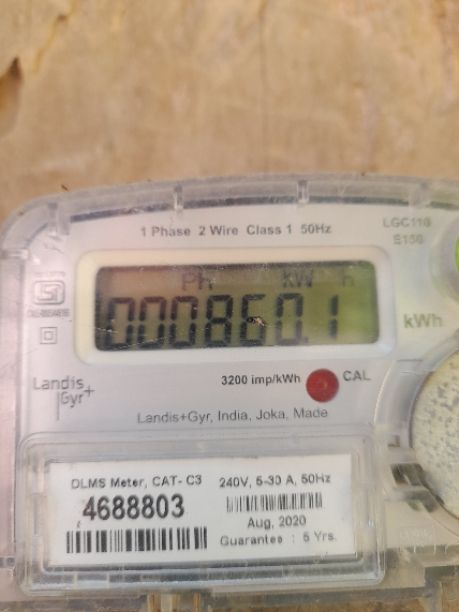 1 Phase 2 Wire Class 1 50Hz
LGC110
E150
PH kW h
000860.1
kWh
3200 imp/kWh
CAL
Landis
Gyr+
Landis+Gyr, India, Joka, Made
DLMS Meter, CAT- C3
240V, 5-30 A, 50Hz
4688803
Aug, 2020
Guarantee : 5 Yrs.